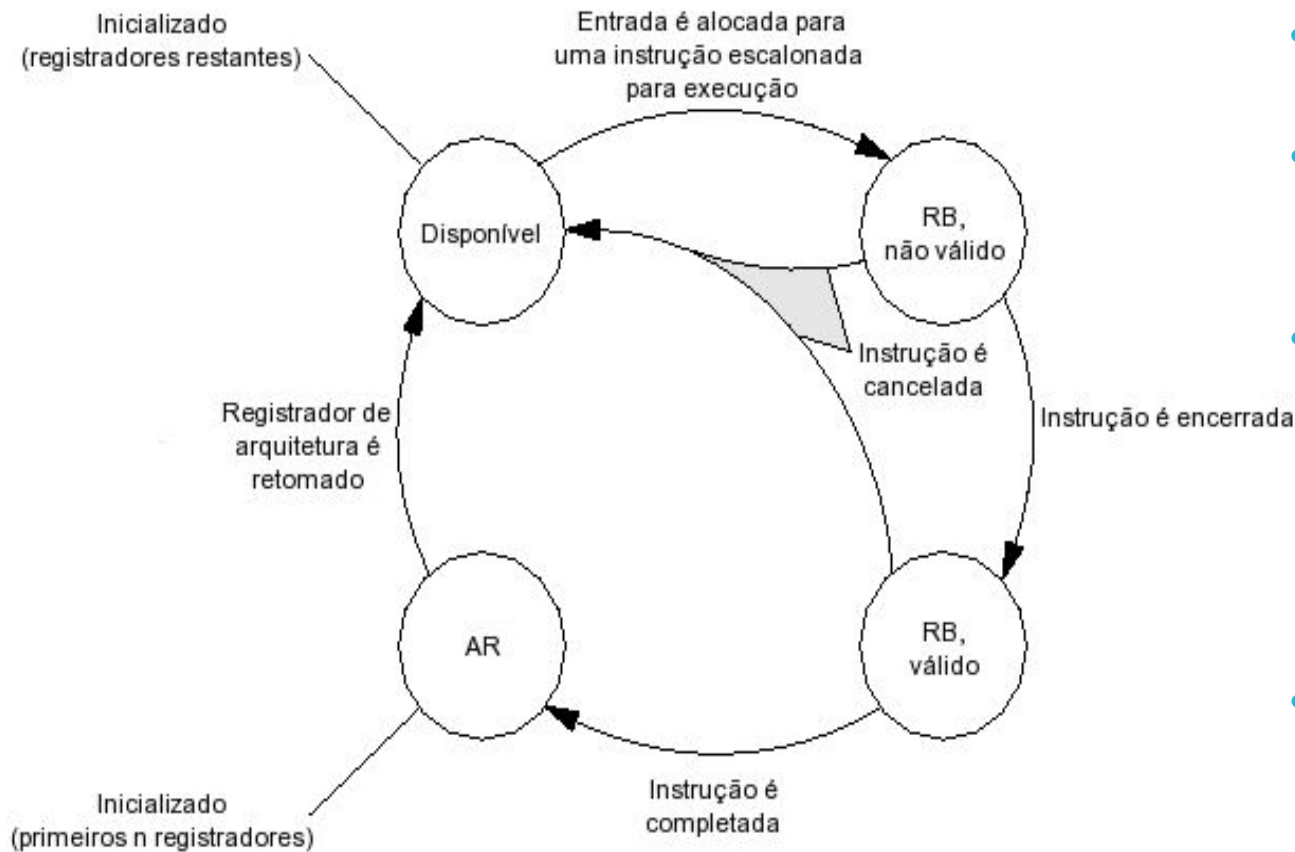 Inicializado
(registradores restantes)
Entrada é alocada para
uma instrução escalonada
para execução
Disponível
RB,
não válido
Instrução é
cancelada
Registrador de
arquitetura é
retomado
Instrução é encerrada
AR
RB,
válido
Instrução é
completada
Inicializado
(primeiros n registradores)